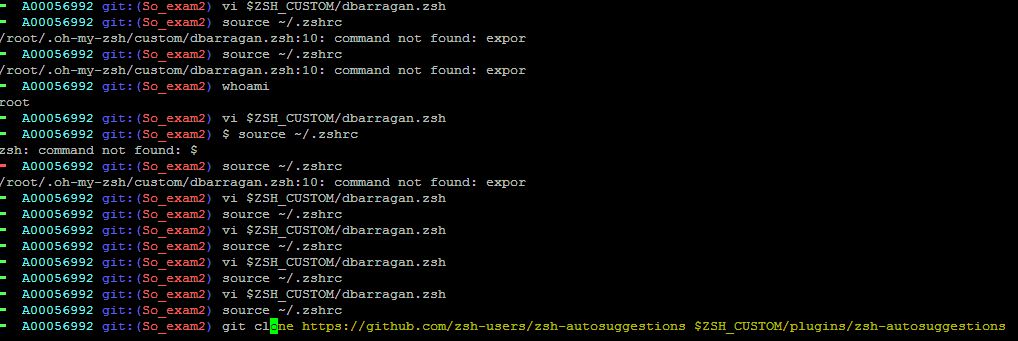 A00056992 git:(So_exam2) vi $ZSH_CUSTOM/dbarragan.zsh
A00056992 git:(So_exam2) source ~/.zshrc
/root/.oh-my-zsh/custom/dbarragan.zsh:10: command not found: expor
A00056992 git:(So_exam2) source ~/.zshrc
/root/.oh-my-zsh/custom/dbarragan.zsh:10: command not found: expor
A00056992 git:(So_exam2) whoami
root
A00056992 git:(So_exam2) vi $ZSH_CUSTOM/dbarragan.zsh
A00056992 git:(So_exam2) $ source ~/.zshrc
zsh: command not found: $
A00056992 git:(So_exam2) source ~/.zshrc
/root/.oh-my-zsh/custom/dbarragan.zsh:10: command not found: expor
A00056992 git:(So_exam2) vi $ZSH_CUSTOM/dbarragan.zsh
A00056992 git:(So_exam2) source ~/.zshrc
A00056992 git:(So_exam2) vi $ZSH_CUSTOM/dbarragan.zsh
A00056992 git:(So_exam2) source ~/.zshrc
A00056992 git:(So_exam2) vi $ZSH_CUSTOM/dbarragan.zsh
A00056992 git:(So_exam2) source ~/.zshrc
A00056992 git:(So_exam2) vi $ZSH_CUSTOM/dbarragan.zsh
A00056992 git:(So_exam2) source ~/.zshrc
A00056992 git:(So_exam2) git clone https://github.com/zsh-users/zsh-autosuggestions $ZSH_CUSTOM/plugins/zsh-autosuggestions